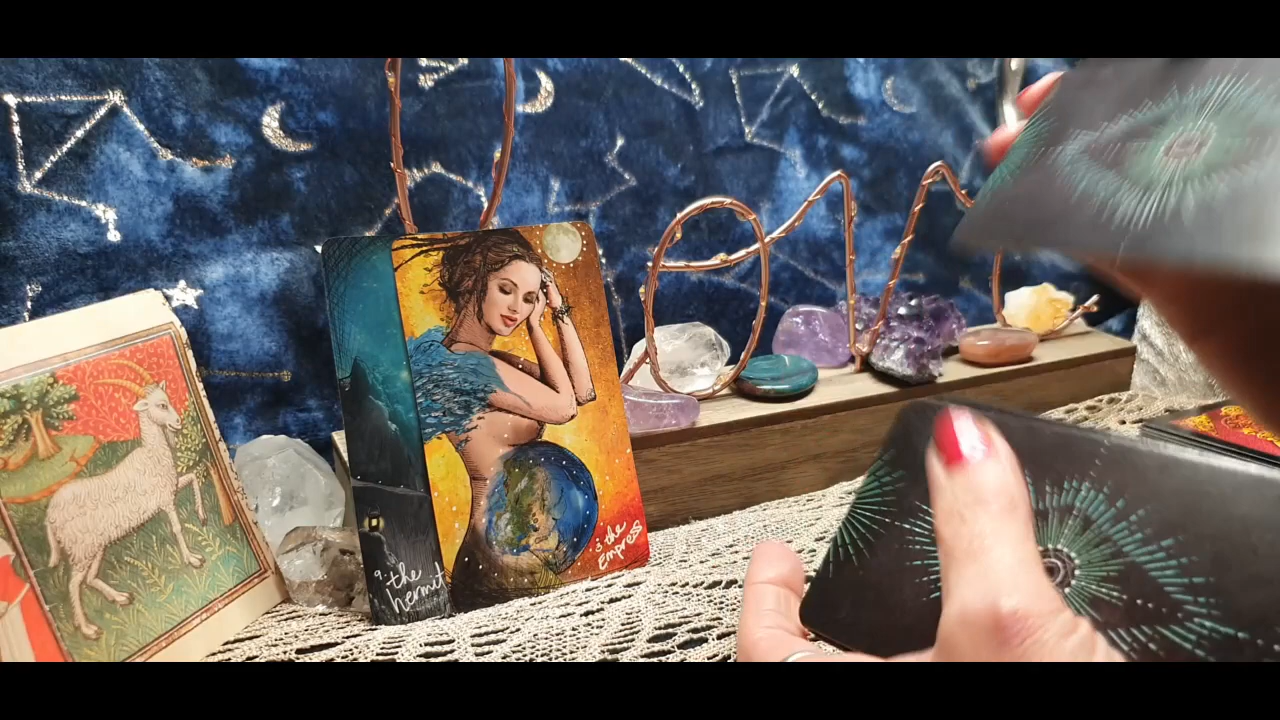 9. the
hermit
3. the
Empress